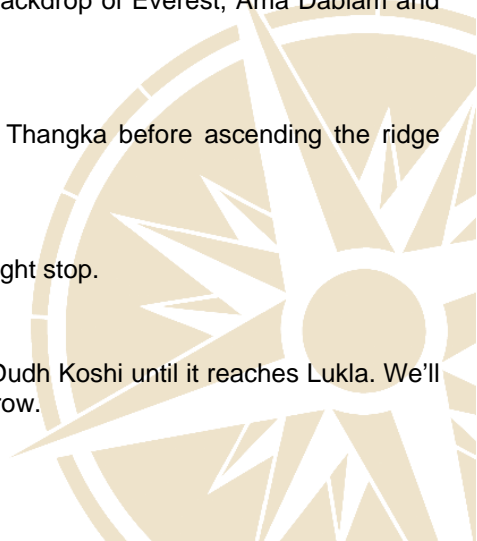 backdrop of Everest, Ama Dablam and
Thangka before ascending the ridge
ght stop.
Dudh Koshi until it reaches Lukla. We'll
row.